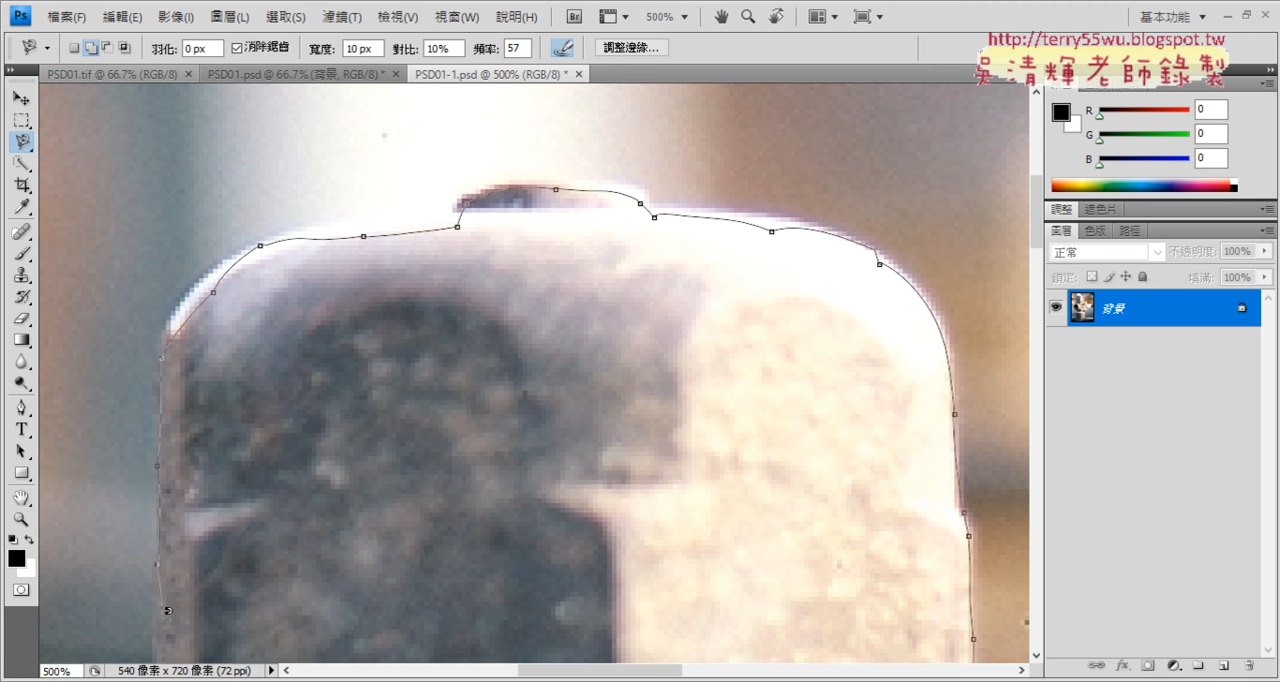 Ps 檔案(F) 編輯(E) 影像(I) 圖層(L) 選取(S) 濾鏡(T) 檢視(V) 視窗(W) 說明(H) Br 500% 基本功能
羽化: 0 px 消除鋸齒 寬度: 10 px 對比: 10% 頻率: 57 調整邊緣...
http://terry55wu.blogspot.tw
吳清輝老師錄製
PSD01.tif @ 66.7% (RGB/8) PSD01.psd @ 66.7% (背景, RGB/8) * PSD01-1.psd @ 500% (RGB/8) *
R 0
G 0
B 0
調整 遮色片
圖層 色版 路徑
正常 不透明度: 100%
鎖定: 填滿: 100%
背景
T
500% 540 像素 x 720 像素 (72 ppi)
fx